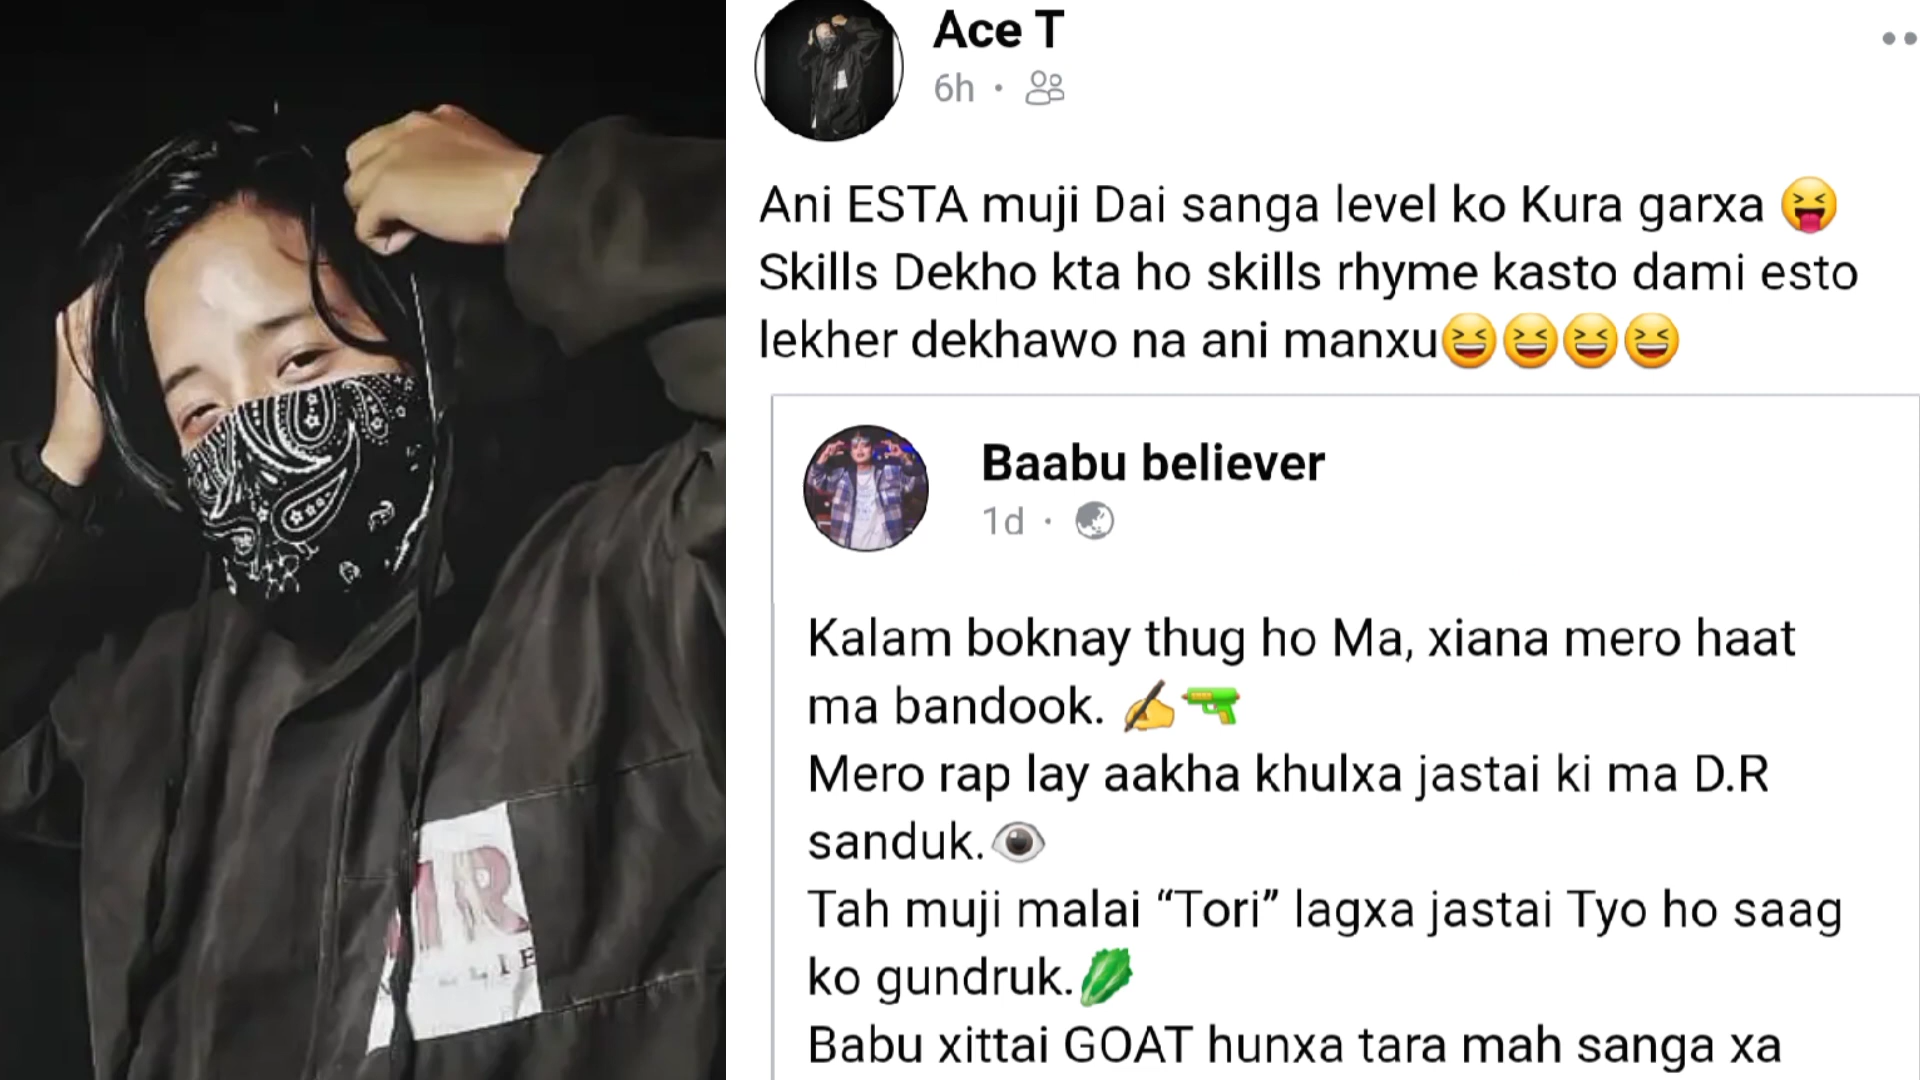 Ace T
6h ·
Ani ESTA muji Dai sanga level ko Kura garxa 😝
Skills Dekho kta ho skills rhyme kasto dami esto
lekher dekhawo na ani manxu😆😆😆😆
Baabu believer
1d ·
Kalam boknay thug ho Ma, xiana mero haat
ma bandook. ✍️🔫
Mero rap lay aakha khulxa jastai ki ma D.R
sanduk.👁️
Tah muji malai “Tori” lagxa jastai Tyo ho saag
ko gundruk.🥬
Babu xittai GOAT hunxa tara mah sanga xa